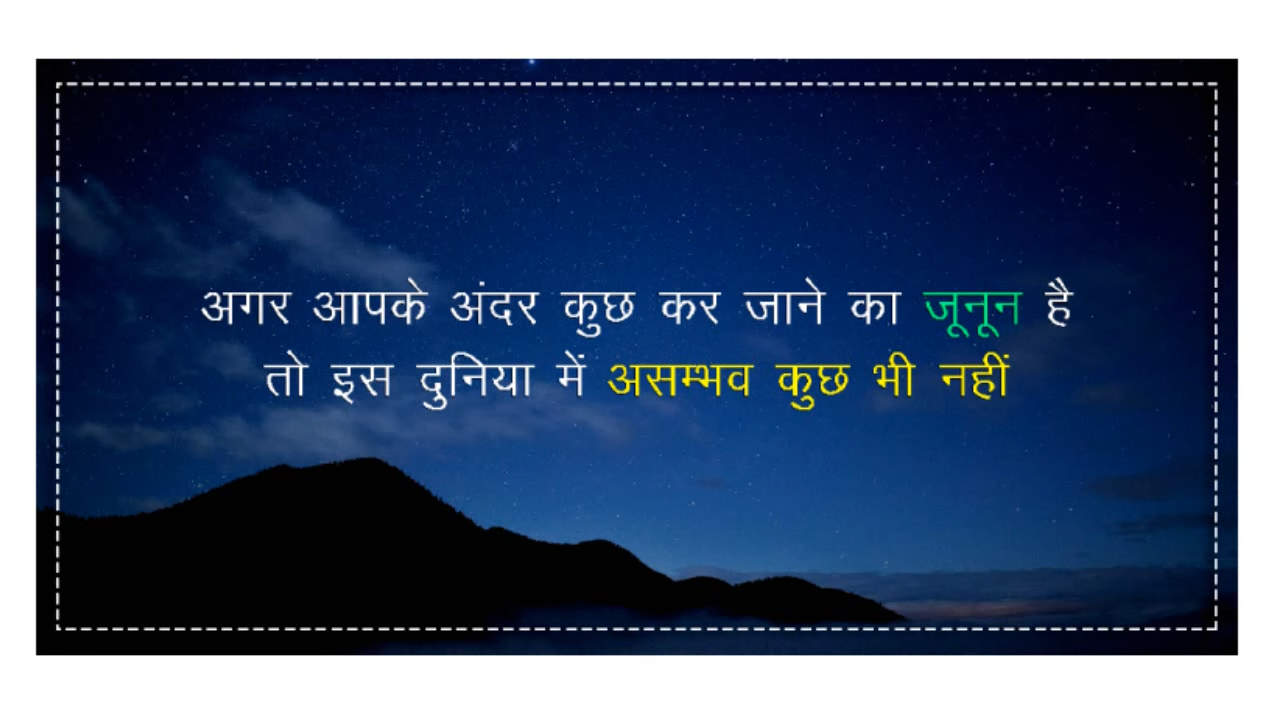 अगर आपके अंदर कुछ कर जाने का जूनून है
तो इस दुनिया में असम्भव कुछ भी नहीं